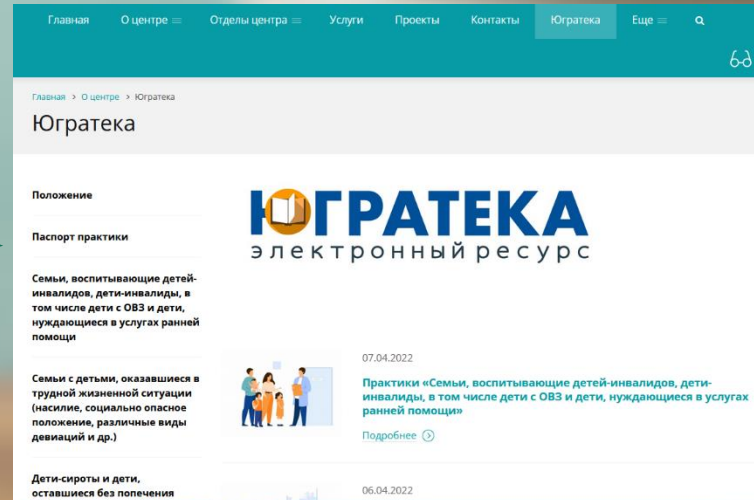 Главная О центре Отделы центра Услуги Проекты Контакты Югратека Еще
Главная > О центре > Югратека
Югратека
Положение
Паспорт практики
Семьи, воспитывающие детей-
инвалидов, дети-инвалиды, в
том числе дети с ОВЗ и дети,
нуждающиеся в услугах ранней
помощи
Семьи с детьми, оказавшиеся в
трудной жизненной ситуации
(насилие, социально опасное
положение, различные виды
девиаций и др.)
Дети-сироты и дети,
оставшиеся без попечения
ЮГРАТЕКА
электронный ресурс
07.04.2022
Практики «Семьи, воспитывающие детей-инвалидов, дети-
инвалиды, в том числе дети с ОВЗ и дети, нуждающиеся в услугах
ранней помощи»
Подробнее
06.04.2022